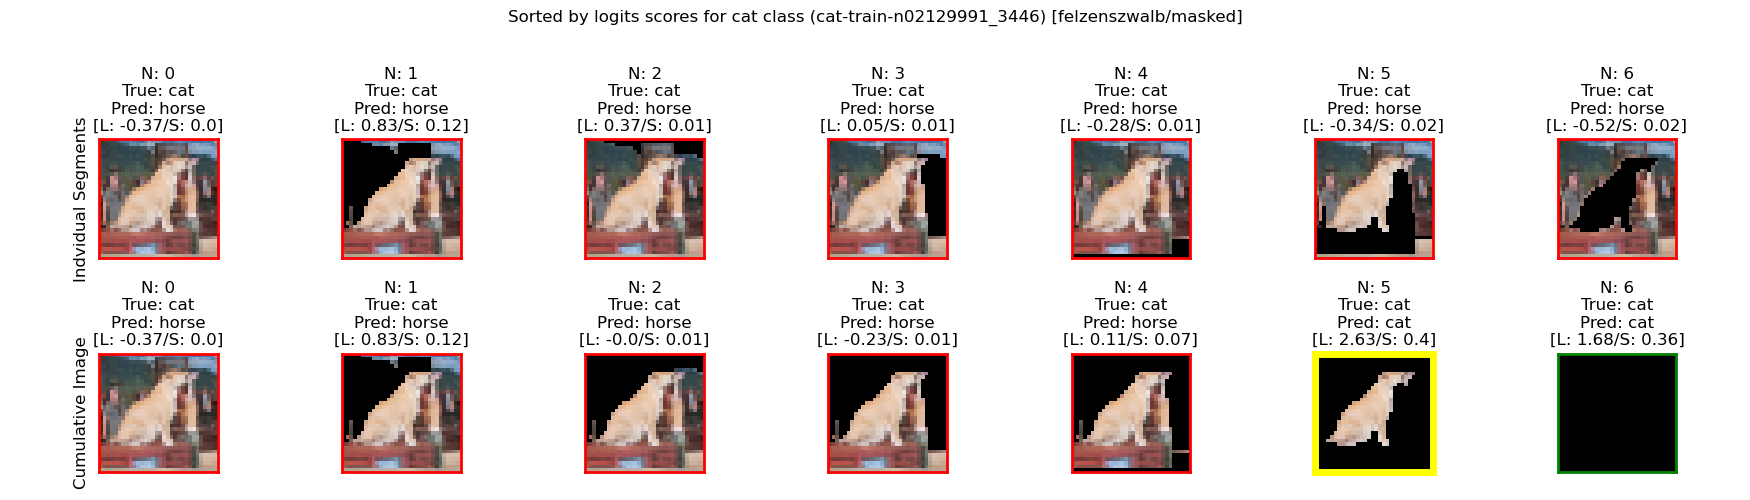 Sorted by logits scores for cat class (cat-train-n02129991_3446) [felzenszwalb/masked]
Indvidual Segments
N: 0
True: cat
Pred: horse
[L: -0.37/S: 0.0]
N: 1
True: cat
Pred: horse
[L: 0.83/S: 0.12]
N: 2
True: cat
Pred: horse
[L: 0.37/S: 0.01]
N: 3
True: cat
Pred: horse
[L: 0.05/S: 0.01]
N: 4
True: cat
Pred: horse
[L: -0.28/S: 0.01]
N: 5
True: cat
Pred: horse
[L: -0.34/S: 0.02]
N: 6
True: cat
Pred: horse
[L: -0.52/S: 0.02]
Cumulative Image
N: 0
True: cat
Pred: horse
[L: -0.37/S: 0.0]
N: 1
True: cat
Pred: horse
[L: 0.83/S: 0.12]
N: 2
True: cat
Pred: horse
[L: -0.0/S: 0.01]
N: 3
True: cat
Pred: horse
[L: -0.23/S: 0.01]
N: 4
True: cat
Pred: horse
[L: 0.11/S: 0.07]
N: 5
True: cat
Pred: cat
[L: 2.63/S: 0.4]
N: 6
True: cat
Pred: cat
[L: 1.68/S: 0.36]